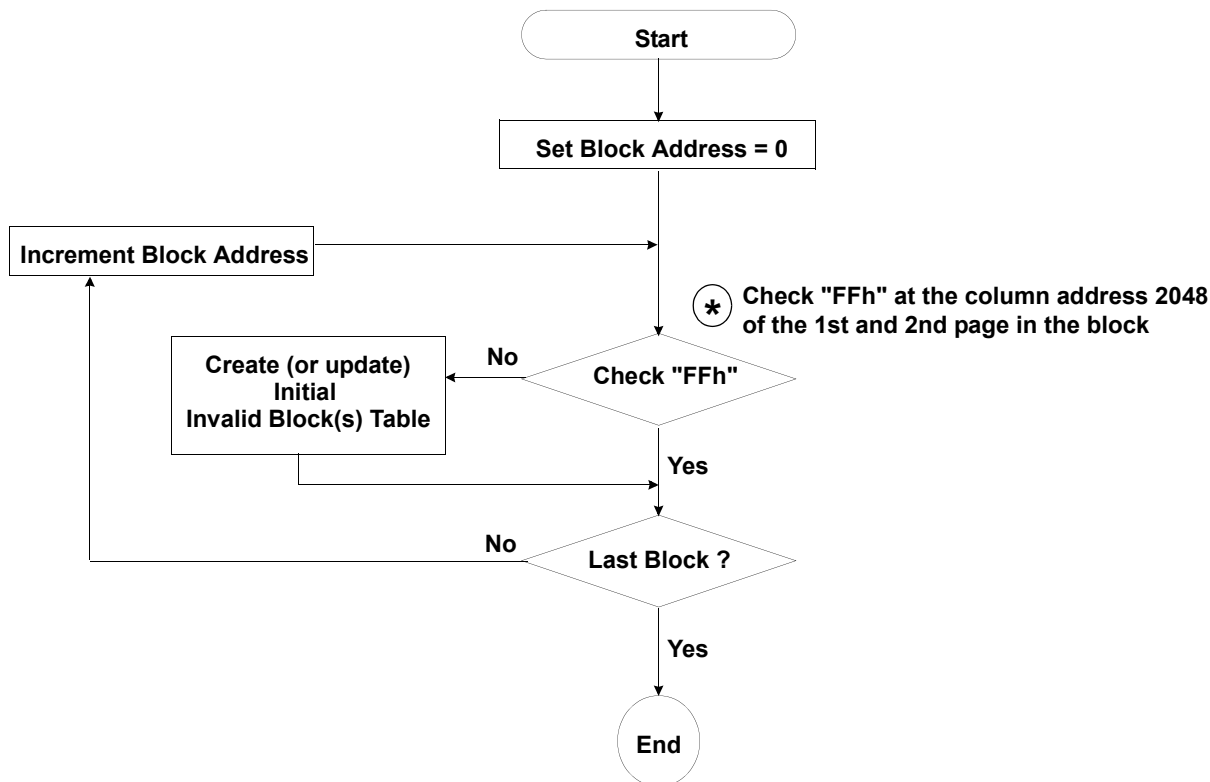 Start
Set Block Address = 0
Increment Block Address
* Check "FFh" at the column address 2048
of the 1st and 2nd page in the block
No
Create (or update)
Initial
Invalid Block(s) Table
Check "FFh"
Yes
No
Last Block ?
Yes
End